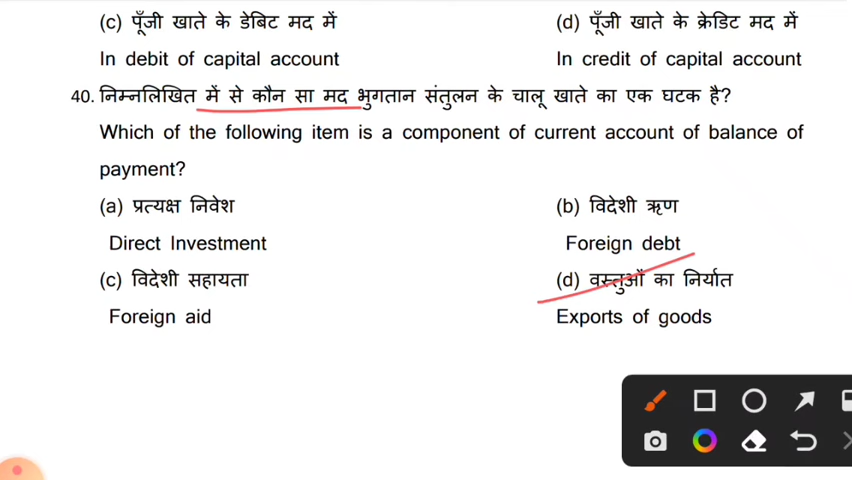 (c) पूँजी खाते के डेबिट मद में (d) पूँजी खाते के क्रेडिट मद में
In debit of capital account In credit of capital account
40. निम्नलिखित में से कौन सा मद भुगतान संतुलन के चालू खाते का एक घटक है?
Which of the following item is a component of current account of balance of
payment?
(a) प्रत्यक्ष निवेश (b) विदेशी ऋण
Direct Investment Foreign debt
(c) विदेशी सहायता (d) वस्तुओं का निर्यात
Foreign aid Exports of goods